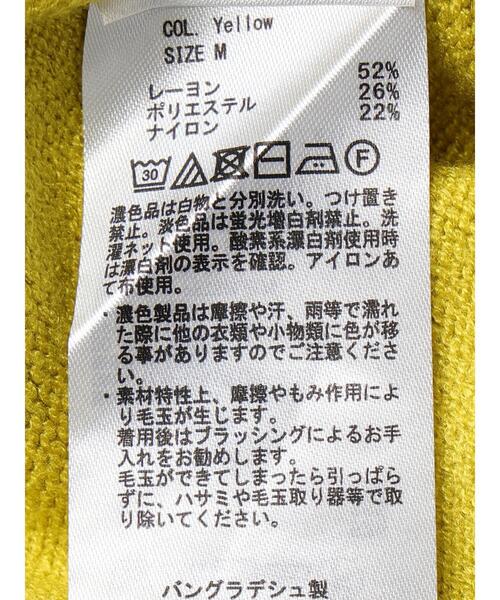 COL. Yellow
SIZE M
レーヨン 52%
ポリエステル 26%
ナイロン 22%
30 F
濃色品は白物と分別洗い。つけ置き
禁止。淡色品は蛍光増白剤禁止。洗
濯ネット使用。酸素系漂白剤使用時
は漂白剤の表示を確認。アイロンあ
て布使用。
・濃色製品は摩擦や汗、雨等で濡れ
た際に他の衣類や小物類に色が移
る事がありますのでご注意くださ
い。
・素材特性上、摩擦やもみ作用によ
り毛玉が生じます。
着用後はブラッシングによるお手
入れをお勧めします。
毛玉ができてしまったら引っぱら
ずに、ハサミや毛玉取り器等で取
り除いてください。
バングラデシュ製